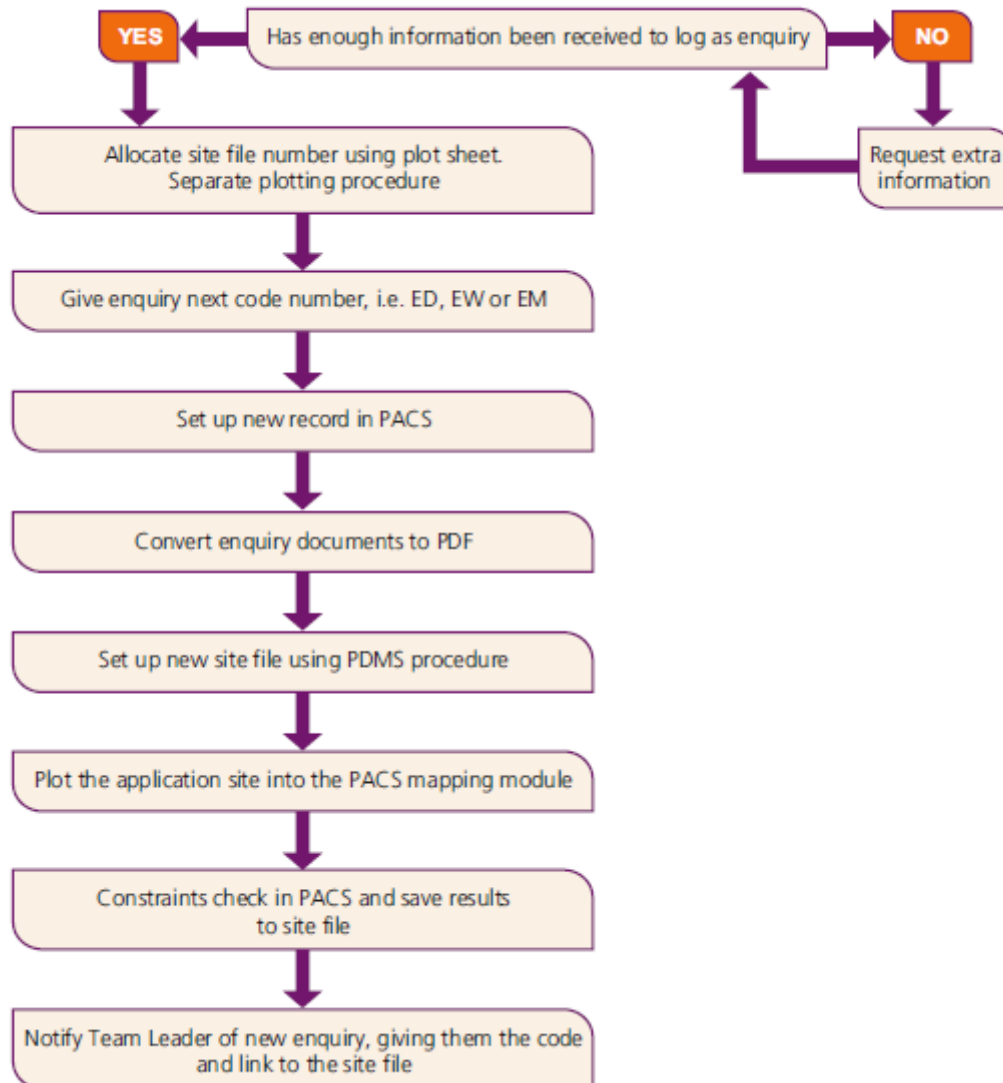 YES
Has enough information been received to log as enquiry
NO
Allocate site file number using plot sheet.
Separate plotting procedure
Request extra
information
Give enquiry next code number, i.e. ED, EW or EM
Set up new record in PACS
Convert enquiry documents to PDF
Set up new site file using PDMS procedure
Plot the application site into the PACS mapping module
Constraints check in PACS and save results
to site file
Notify Team Leader of new enquiry, giving them the code
and link to the site file